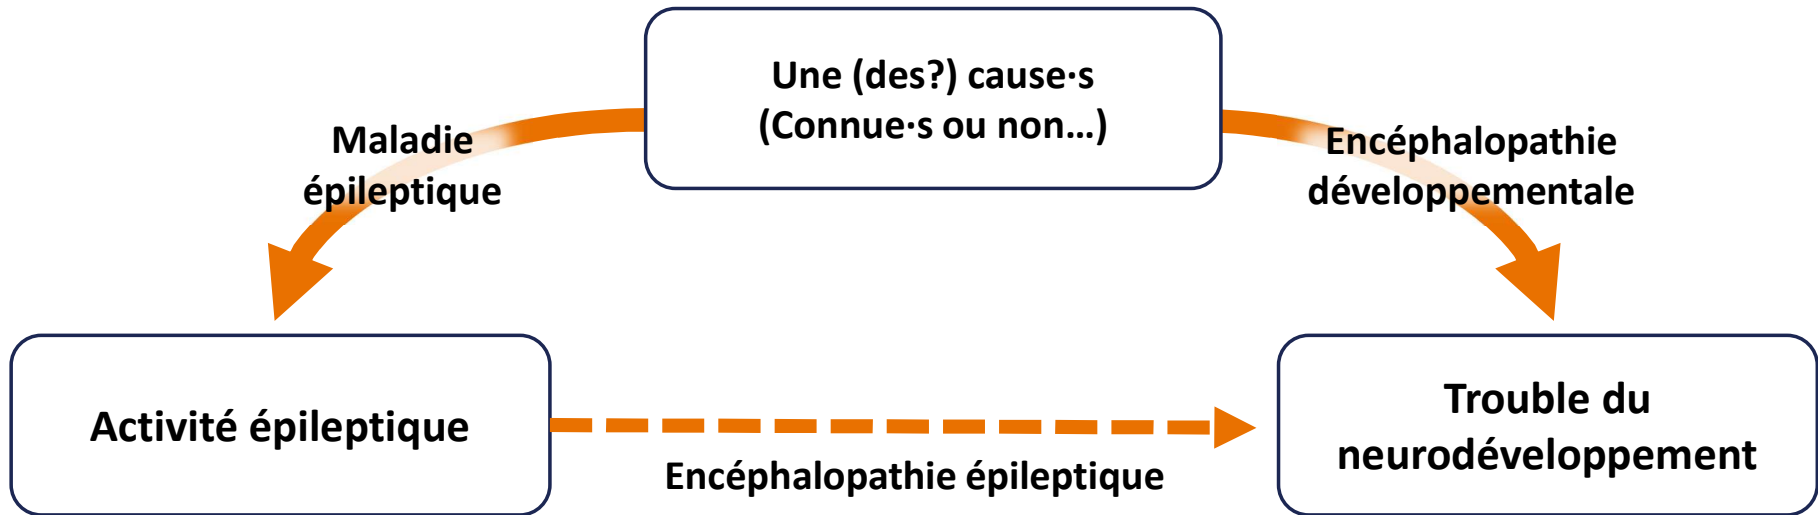 Une (des?) cause·s
(Connue·s ou non…)
Maladie
épileptique
Encéphalopathie
développementale
Activité épileptique
Encéphalopathie épileptique
Trouble du
neurodéveloppement